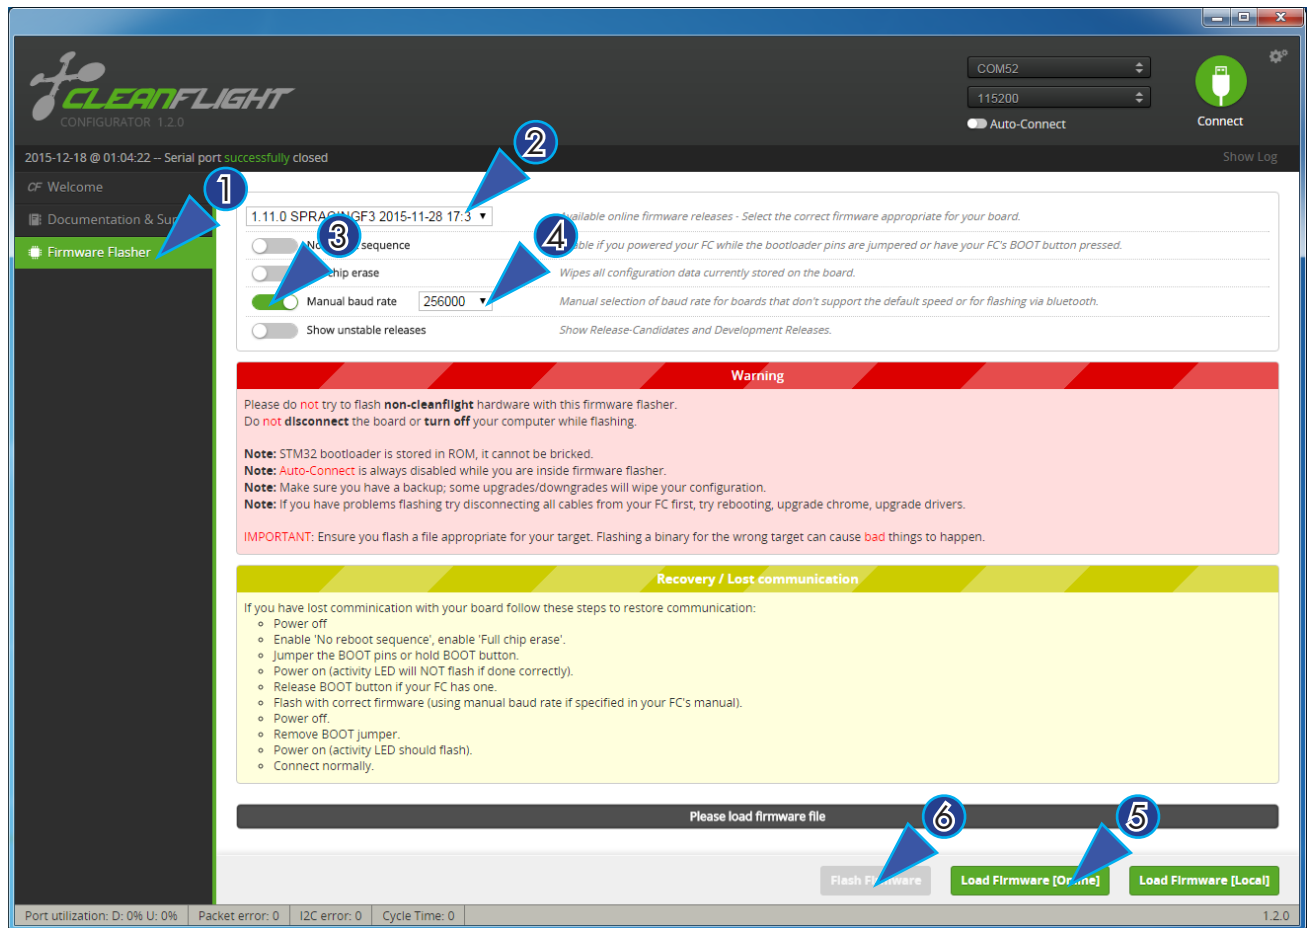 CLEANFLIGHT
CONFIGURATOR 1.2.0
COM52
115200
Auto-Connect
Connect
2015-12-18 @ 01:04:22 -- Serial port successfully closed
Show Log
CF Welcome
Documentation &
Firmware Flasher
1
2
3
4
1.11.0 SPRACINGF3 2015-11-28 17:3
Available online firmware releases - Select the correct firmware appropriate for your board.
sequence
if you powered your FC while the bootloader pins are jumpered or have your FC's BOOT button pressed.
chip erase
Wipes all configuration data currently stored on the board.
Manual baud rate
256000
Manual selection of baud rate for boards that don't support the default speed or for flashing via bluetooth.
Show unstable releases
Show Release-Candidates and Development Releases.
Warning
Please do not try to flash non-cleanflight hardware with this firmware flasher.
Do not disconnect the board or turn off your computer while flashing.
Note: STM32 bootloader is stored in ROM, it cannot be bricked.
Note: Auto-Connect is always disabled while you are inside firmware flasher.
Note: Make sure you have a backup; some upgrades/downgrades will wipe your configuration.
Note: If you have problems flashing try disconnecting all cables from your FC first, try rebooting, upgrade chrome, upgrade drivers.
IMPORTANT: Ensure you flash a file appropriate for your target. Flashing a binary for the wrong target can cause bad things to happen.
Recovery / Lost communication
If you have lost comminication with your board follow these steps to restore communication:
Power off
Enable 'No reboot sequence', enable 'Full chip erase'.
Jumper the BOOT pins or hold BOOT button.
Power on (activity LED will NOT flash if done correctly).
Release BOOT button if your FC has one.
Flash with correct firmware (using manual baud rate if specified in your FC's manual).
Power off.
Remove BOOT jumper.
Power on (activity LED should flash).
Connect normally.
Please load firmware file
6
5
Flash Firmware
Load Firmware [Online]
Load Firmware [Local]
Port utilization: D: 0% U: 0%
Packet error: 0
I2C error: 0
Cycle Time: 0
1.2.0